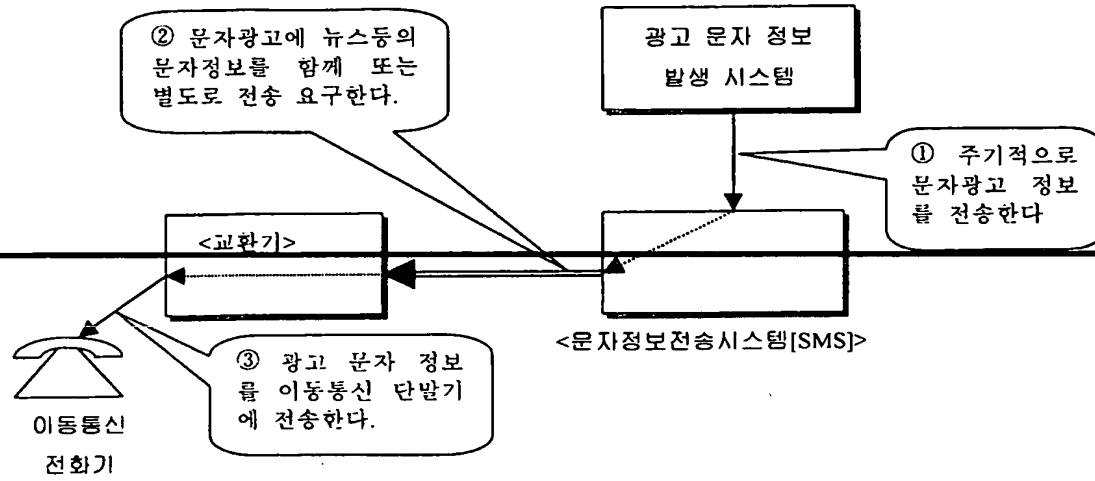 ② 문자광고에 뉴스등의
문자정보를 함께 또는
별도로 전송 요구한다.
광고 문자 정보
발생 시스템
① 주기적으로
문자광고 정보
를 전송한다
<교환기>
<문자정보전송시스템[SMS]>
③ 광고 문자 정보
를 이동통신 단말기
에 전송한다.
이동통신
전화기